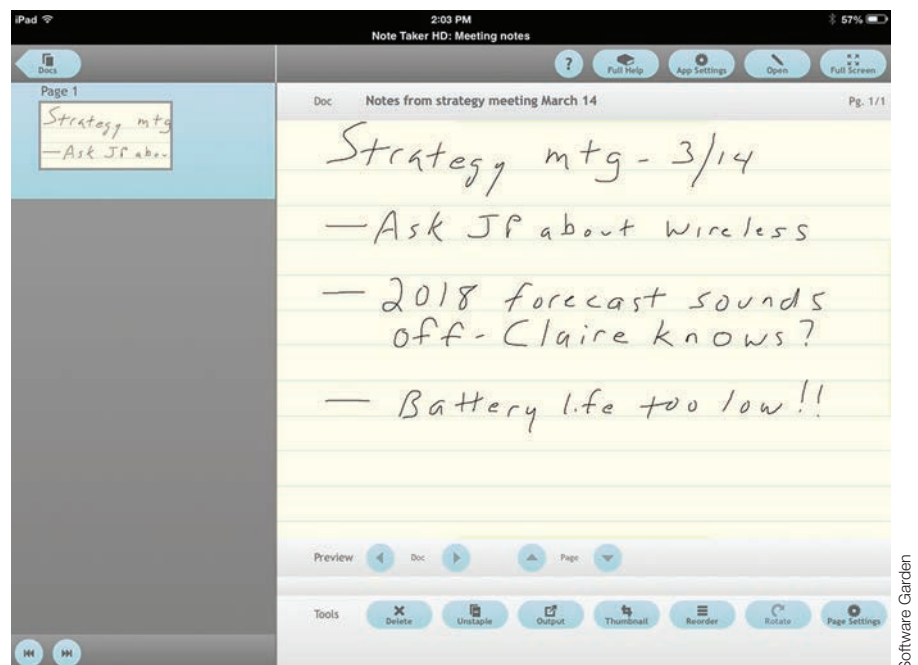 iPad 2:03 PM 57%
Note Taker HD: Meeting notes
Docs ? Full Help App Settings Open Full Screen
Page 1
Strategy mtg
—Ask JP abou
Doc Notes from strategy meeting March 14 Pg. 1/1
Strategy mtg - 3/14
— Ask JP about wireless
— 2018 forecast sounds
off - Claire knows?
— Battery life too low!!
Preview Doc Page
Tools Delete Unstaple Output Thumbnail Reorder Rotate Page Settings
Software Garden